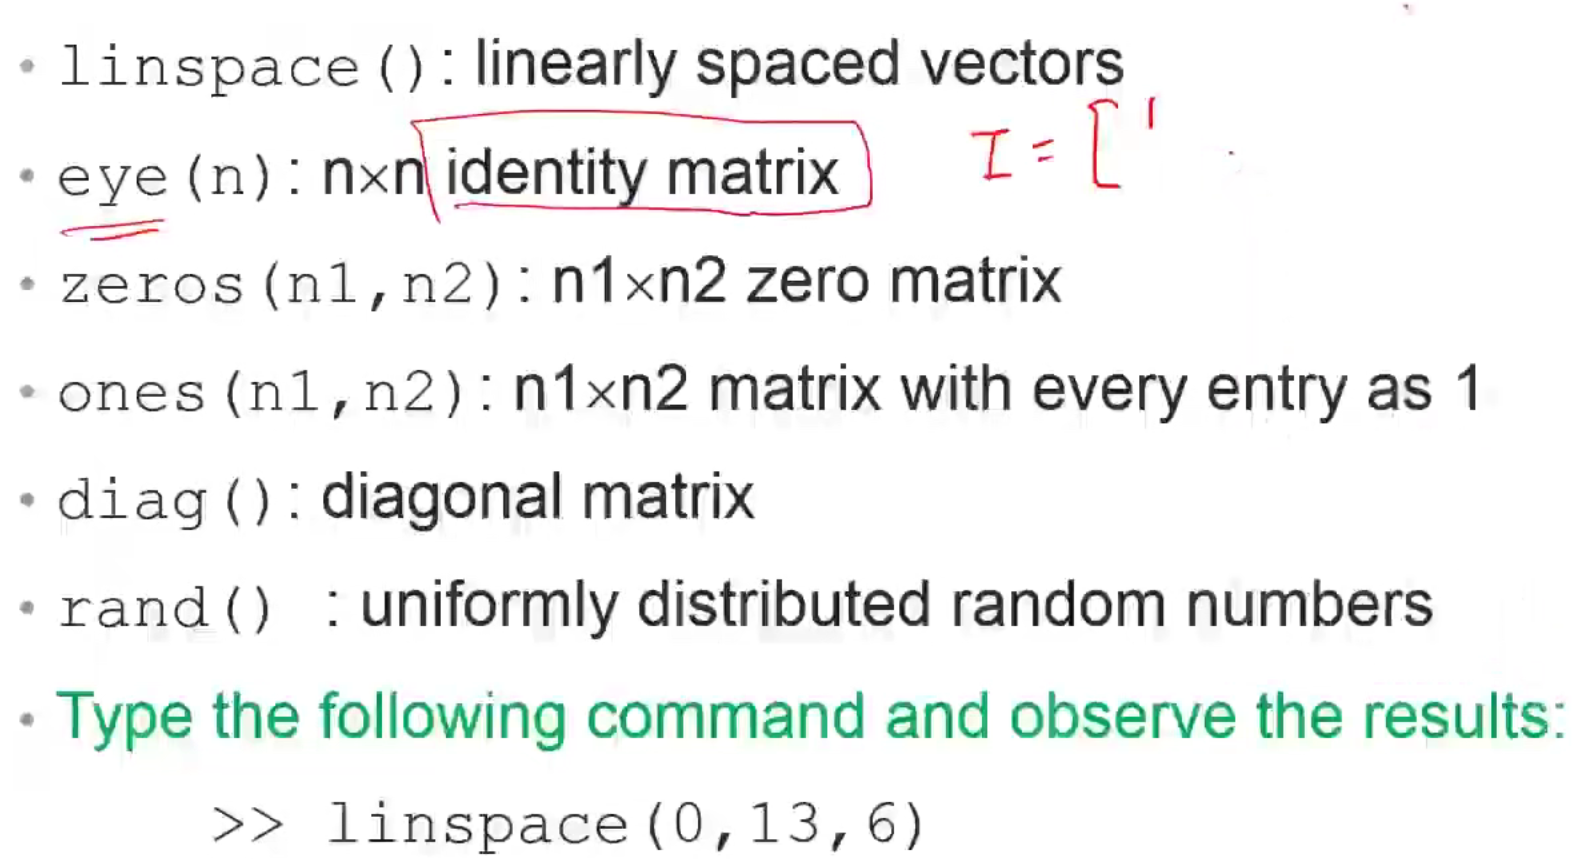 • linspace(): linearly spaced vectors
• eye(n): n×n identity matrix I = [1
• zeros(n1,n2): n1×n2 zero matrix
• ones(n1,n2): n1×n2 matrix with every entry as 1
• diag(): diagonal matrix
• rand() : uniformly distributed random numbers
• Type the following command and observe the results:
>> linspace(0,13,6)